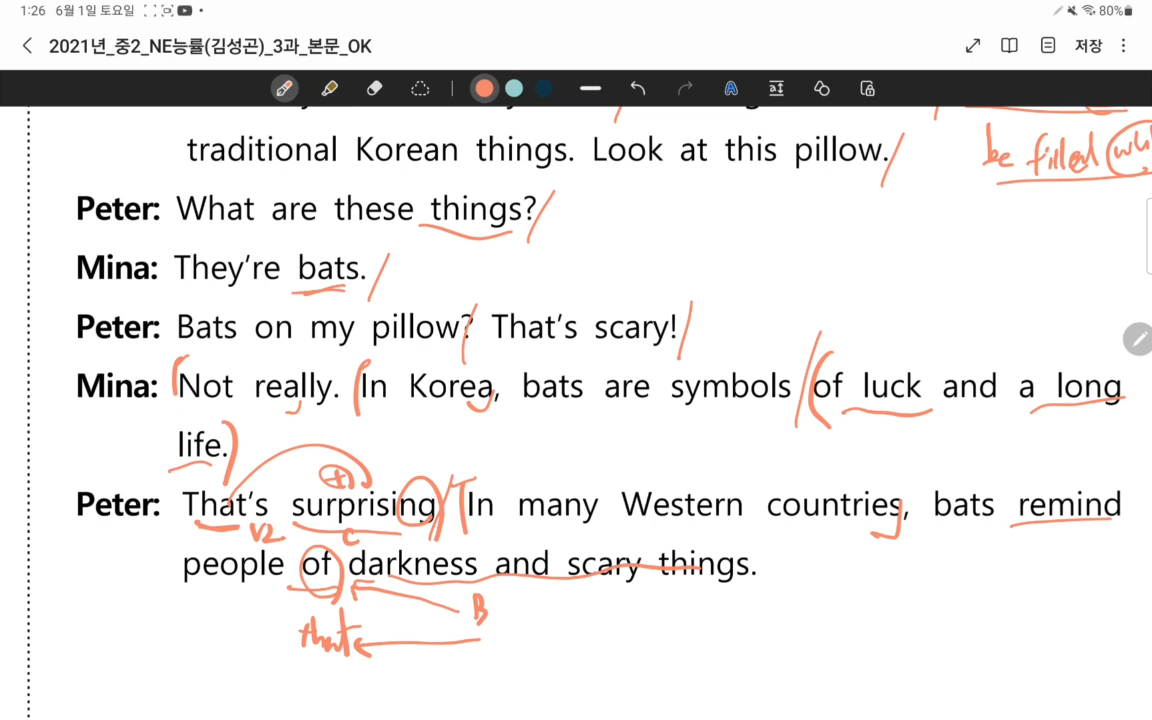 1:26 6월 1일 토요일 80%
2021년_중2_NE능률(김성곤)_3과_본문_OK 저장
traditional Korean things. Look at this pillow.
be filled
Peter: What are these things?
Mina: They're bats.
Peter: Bats on my pillow? That's scary!
Mina: Not really. In Korea, bats are symbols of luck and a long
life.
Peter: That's surprising. In many Western countries, bats remind
V2 C
people of darkness and scary things.
B
that